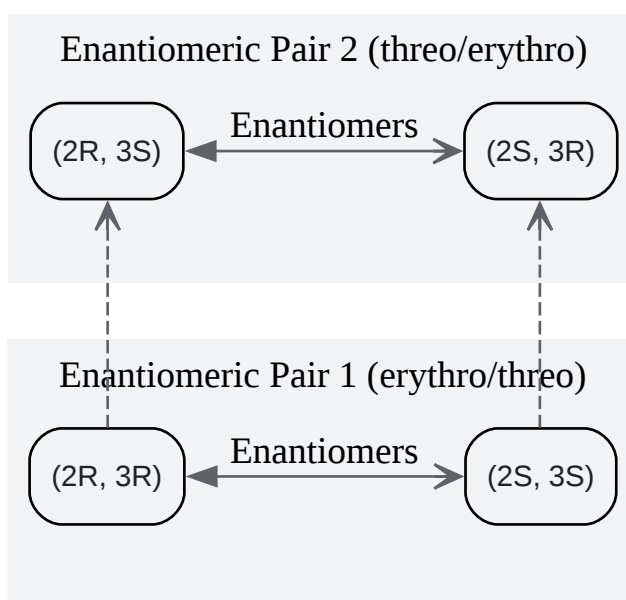 Enantiomeric Pair 2 (threo/erythro)
Enantiomers
(2R, 3S)
(2S, 3R)
Enantiomeric Pair 1 (erythro/threo)
Enantiomers
(2R, 3R)
(2S, 3S)